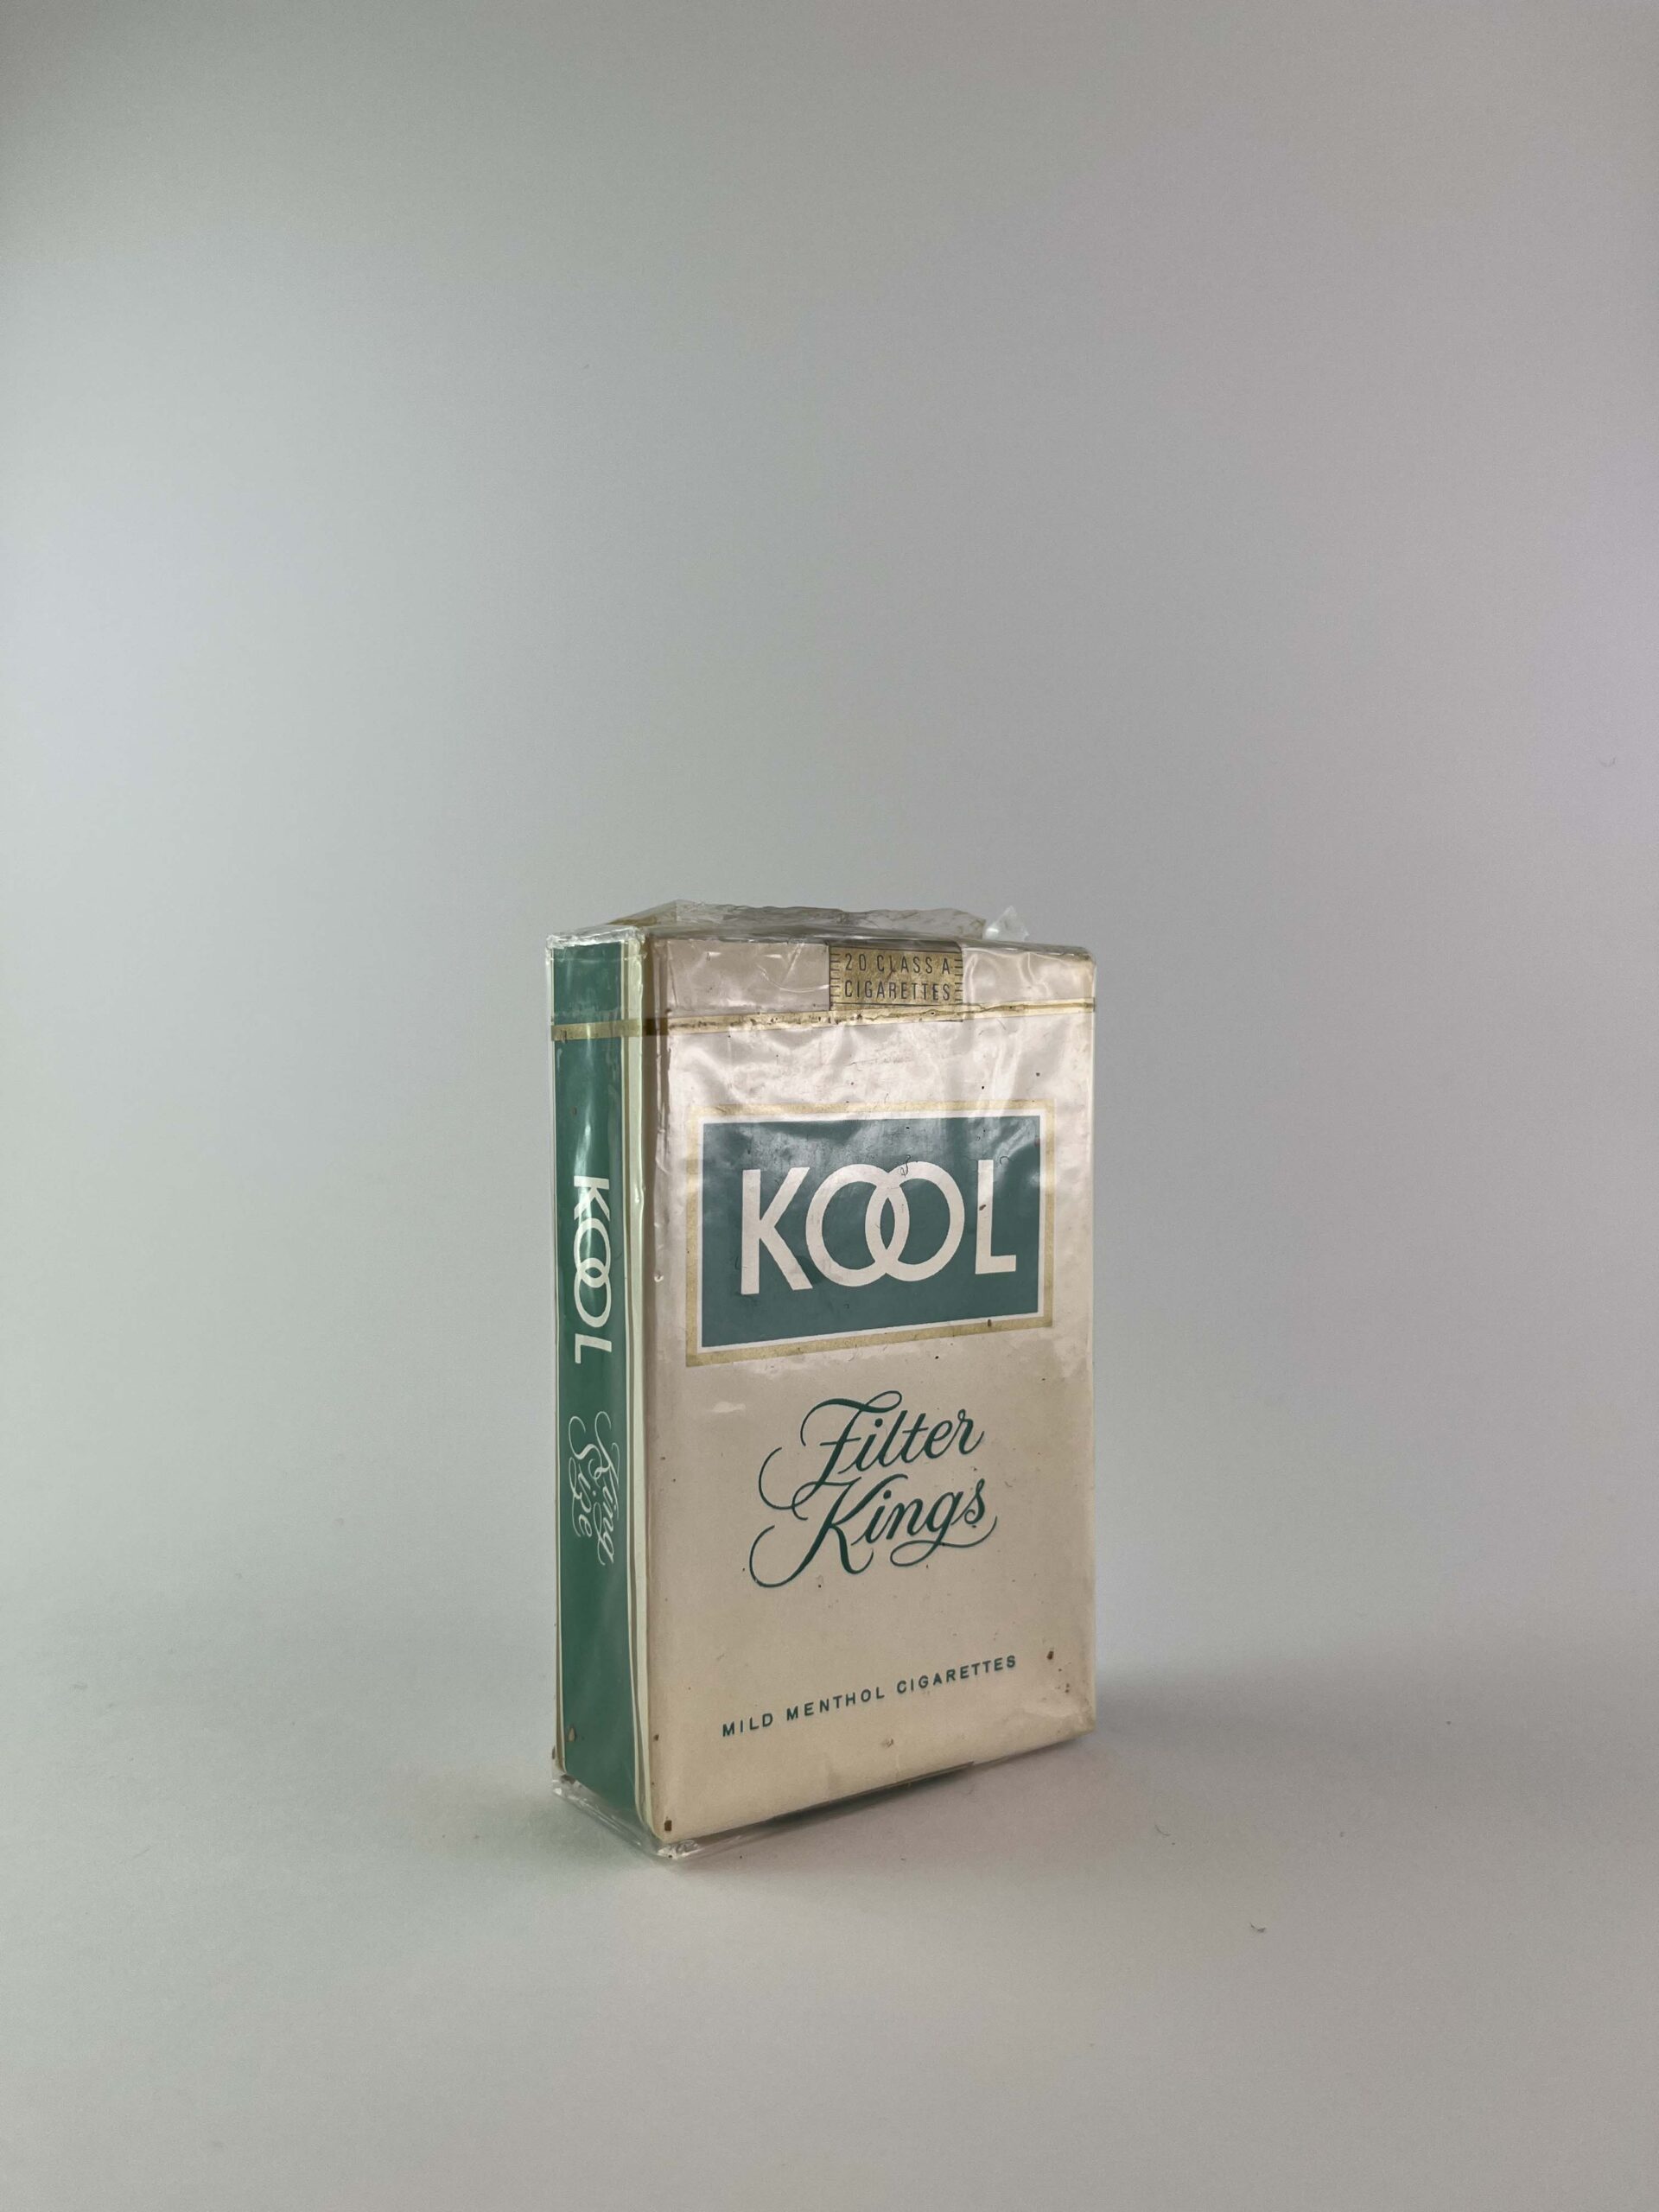 20 CLASS A
CIGARETTES
KOOL
Filter
Kings
MILD MENTHOL CIGARETTES
KOOL
King
Size